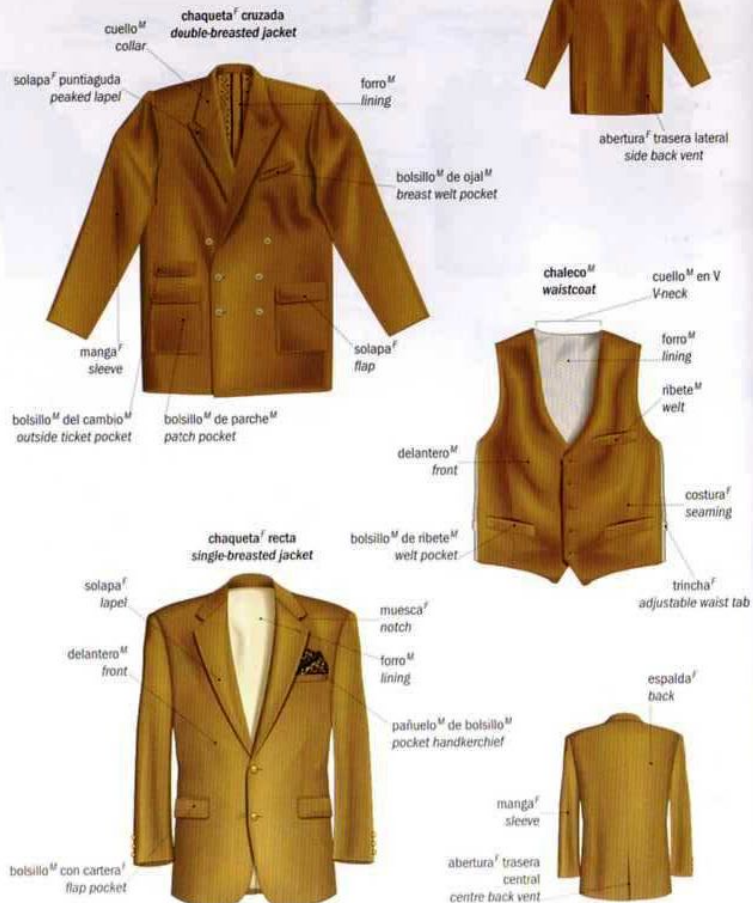 chaqueta^F cruzada
double-breasted jacket
cuello^M
collar
solapa^F puntiaguda
peaked lapel
forro^M
lining
bolsillo^M de ojal^M
breast welt pocket
manga^F
sleeve
solapa^F
flap
bolsillo^M del cambio^M
outside ticket pocket
bolsillo^M de parche^M
patch pocket
abertura^F trasera lateral
side back vent
chaleco^M
waistcoat
cuello^M en V
V-neck
forro^M
lining
ribete^M
welt
delantero^M
front
costura^F
seaming
bolsillo^M de ribete^M
welt pocket
trincha^F
adjustable waist tab
chaqueta^F recta
single-breasted jacket
solapa^F
lapel
muesca^F
notch
delantero^M
front
forro^M
lining
pañuelo^M de bolsillo^M
pocket handkerchief
bolsillo^M con cartera^F
flap pocket
espalda^F
back
manga^F
sleeve
abertura^F trasera
central
centre back vent